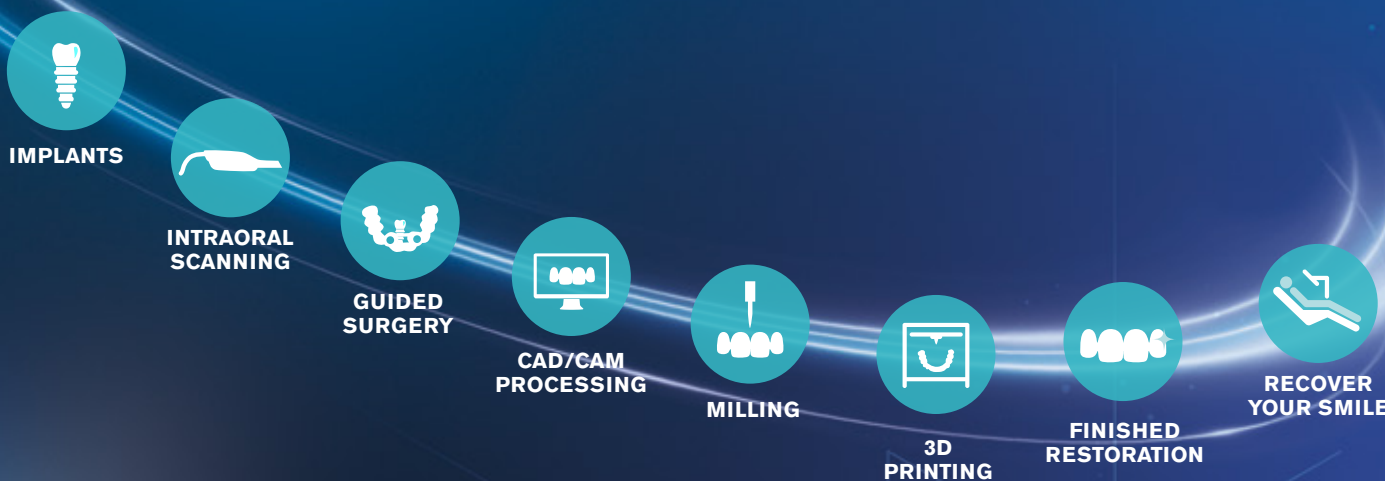 IMPLANTS
INTRAORAL
SCANNING
GUIDED
SURGERY
CAD/CAM
PROCESSING
MILLING
3D
PRINTING
FINISHED
RESTORATION
RECOVER
YOUR SMILE